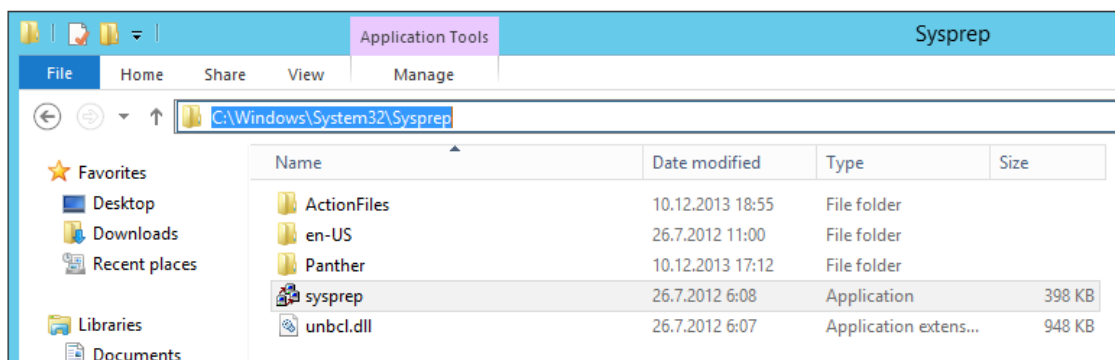 Application Tools Sysprep
File Home Share View Manage
C:\Windows\System32\Sysprep
Name Date modified Type Size
Favorites
Desktop
Downloads
Recent places
Libraries
Documents
ActionFiles 10.12.2013 18:55 File folder
en-US 26.7.2012 11:00 File folder
Panther 10.12.2013 17:12 File folder
sysprep 26.7.2012 6:08 Application 398 KB
unbcl.dll 26.7.2012 6:07 Application extens... 948 KB